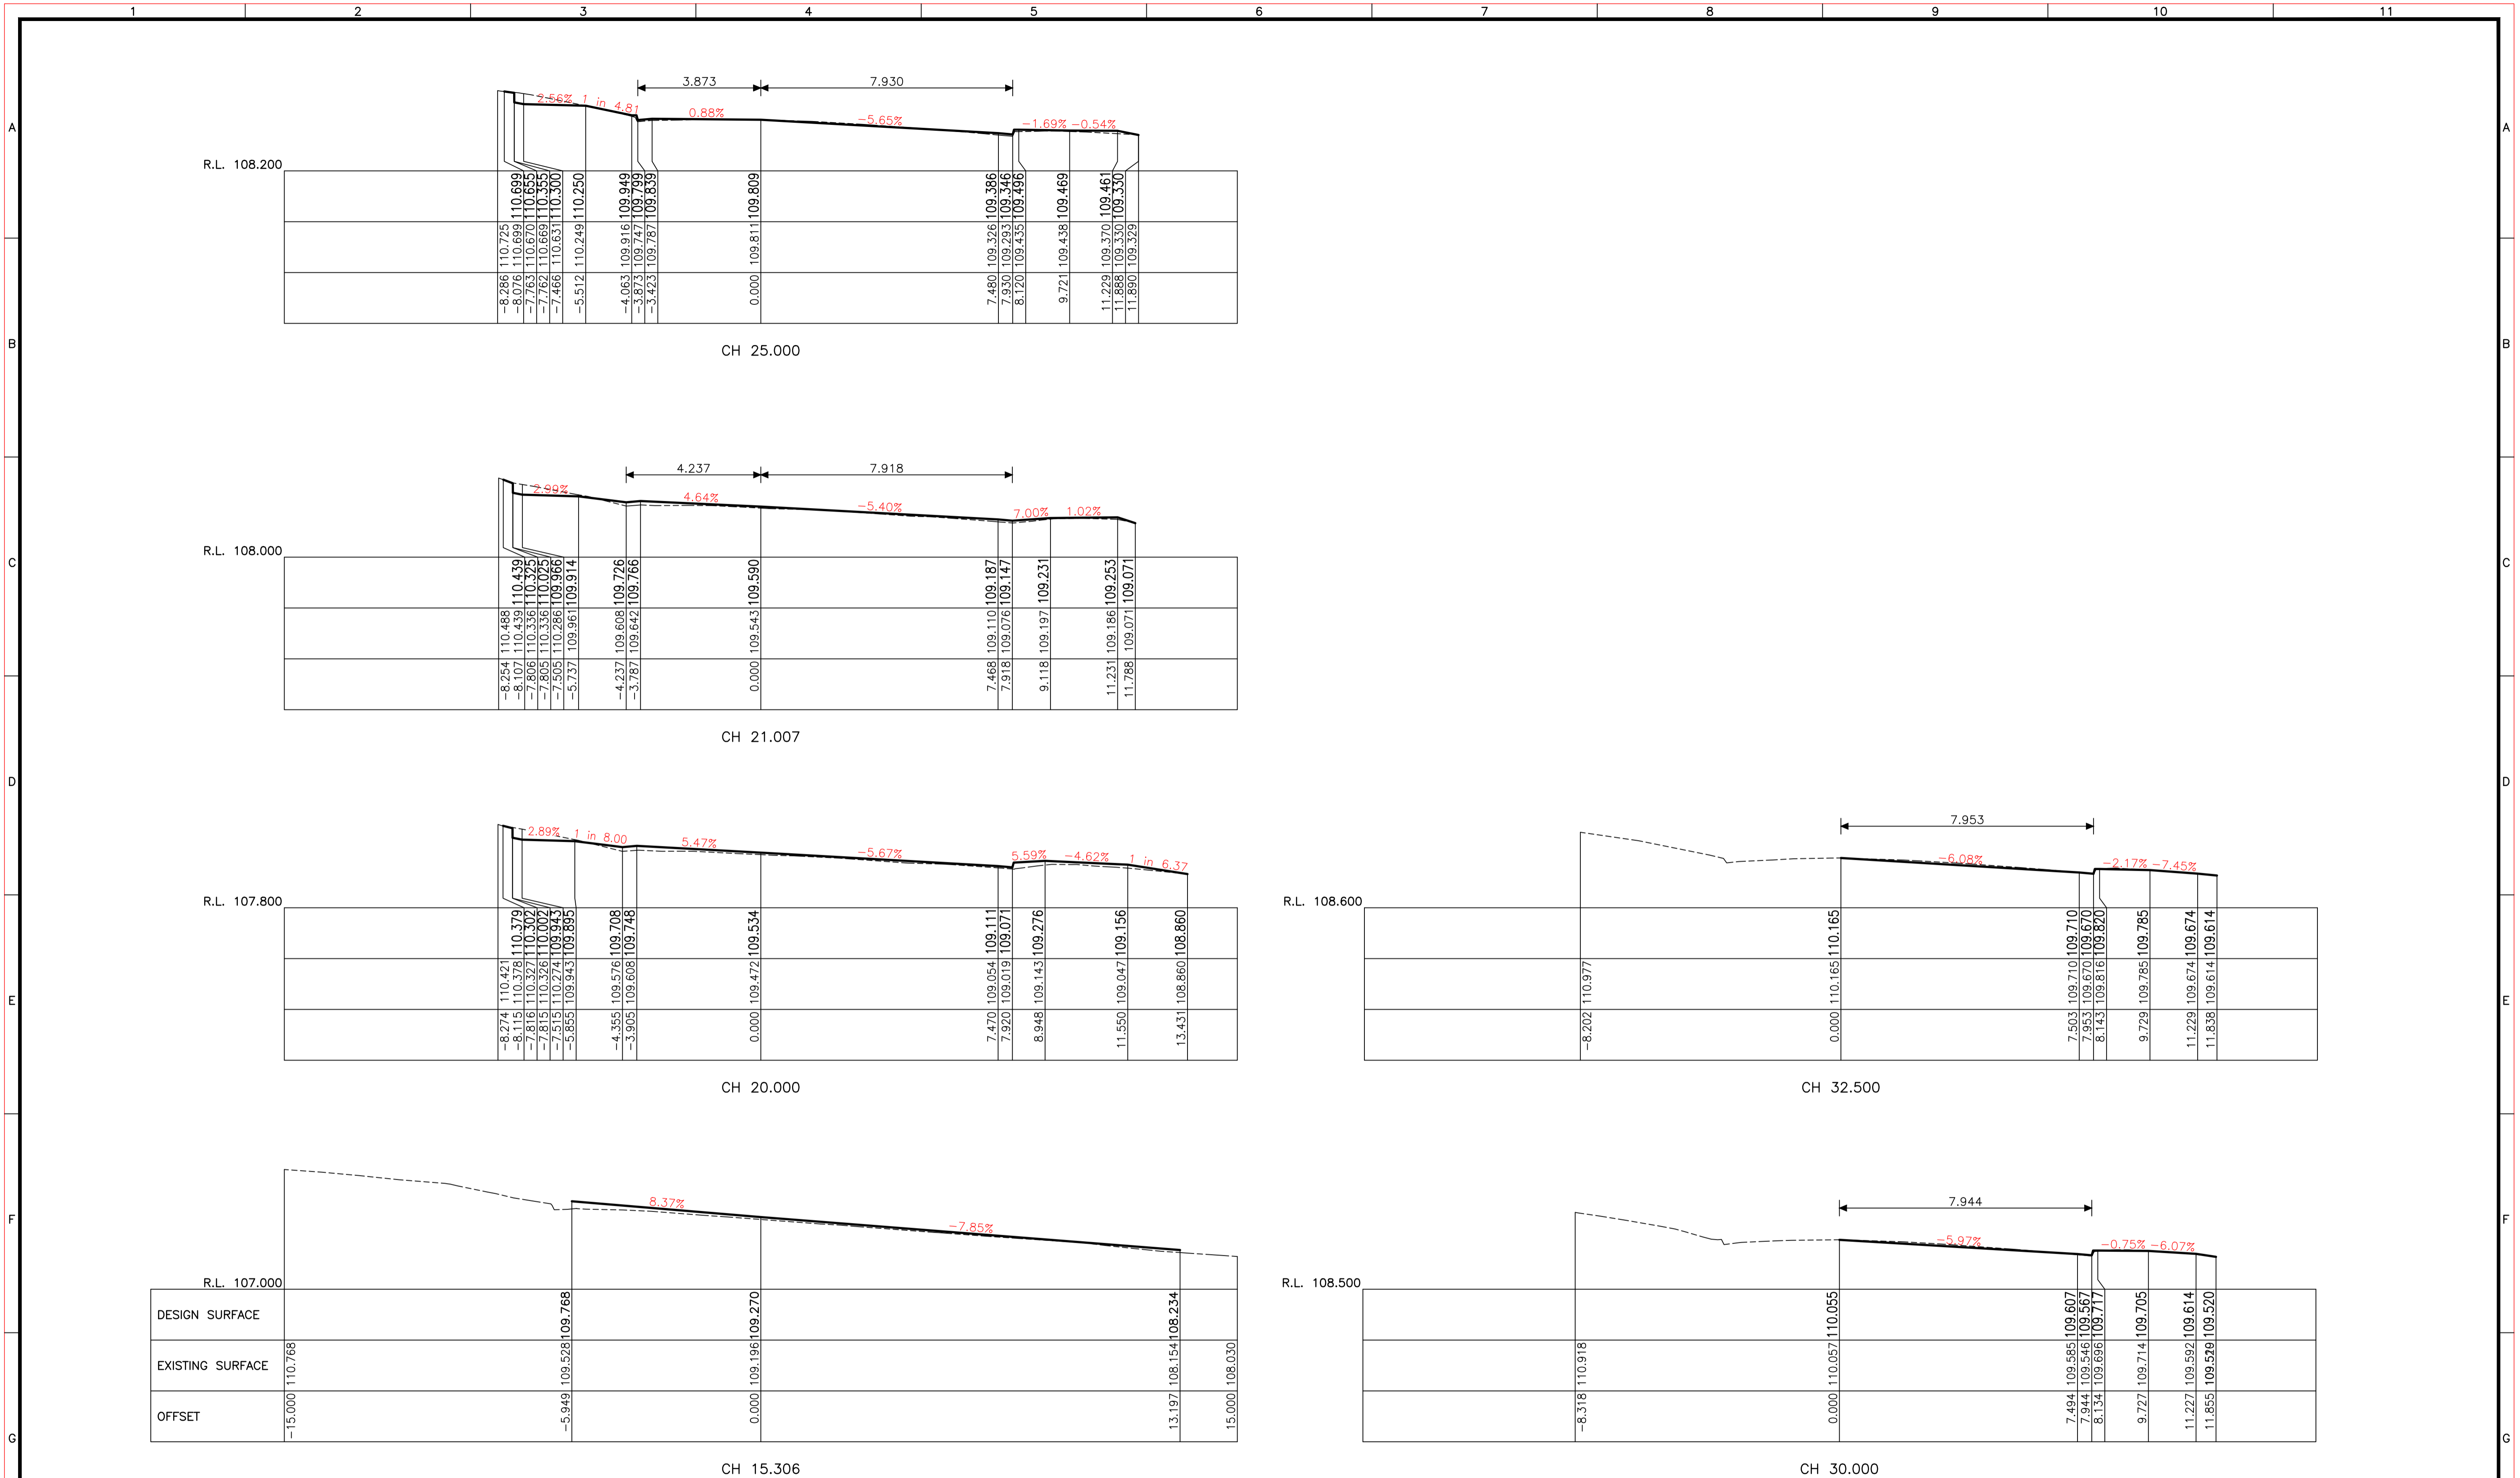 1 2 3 4 5 6 7 8 9 10 11
A
B
C
D
E
F
G
A
B
C
D
E
F
G
3.873 7.930
2.56% 1 in 4.81 0.88% −5.65% −1.69% −0.54%
R.L. 108.200
110.699 110.655 110.355 110.300 110.250 109.949 109.799 109.839 109.809 109.386 109.346 109.496 109.469 109.461 109.330
110.725 110.699 110.670 110.669 110.631 110.249 109.916 109.747 109.787 109.811 109.326 109.293 109.435 109.438 109.370 109.330 109.329
−8.286 −8.076 −7.763 −7.762 −7.466 −5.512 −4.063 −3.873 −3.423 0.000 7.480 7.930 8.120 9.721 11.229 11.888 11.890
CH 25.000
4.237 7.918
2.99% 4.64% −5.40% 7.00% 1.02%
R.L. 108.000
110.439 110.325 110.025 109.966 109.914 109.726 109.766 109.590 109.187 109.147 109.231 109.253 109.071
110.488 110.439 110.336 110.336 110.286 109.961 109.608 109.642 109.543 109.110 109.076 109.197 109.186 109.071
−8.254 −8.107 −7.806 −7.805 −7.505 −5.737 −4.237 −3.787 0.000 7.468 7.918 9.118 11.231 11.788
CH 21.007
2.89% 1 in 8.00 5.47% −5.67% 5.59% −4.62% 1 in 6.37
R.L. 107.800
110.379 110.302 110.002 109.943 109.895 109.708 109.748 109.534 109.111 109.071 109.276 109.156 108.860
110.421 110.378 110.327 110.326 110.274 109.943 109.576 109.608 109.472 109.054 109.019 109.143 109.047 108.860
−8.274 −8.115 −7.816 −7.815 −7.515 −5.855 −4.355 −3.905 0.000 7.470 7.920 8.948 11.550 13.431
CH 20.000
7.953
−6.08% −2.17% −7.45%
R.L. 108.600
110.165 109.710 109.670 109.820 109.785 109.674 109.614
110.977 110.165 109.710 109.670 109.816 109.785 109.674 109.614
−8.202 0.000 7.503 7.953 8.143 9.729 11.229 11.838
CH 32.500
8.37% −7.85%
R.L. 107.000
DESIGN SURFACE 109.768 109.270 108.234
EXISTING SURFACE 110.768 109.528 109.196 108.154 108.030
OFFSET −15.000 −5.949 0.000 13.197 15.000
CH 15.306
7.944
−5.97% −0.75% −6.07%
R.L. 108.500
110.055 109.607 109.567 109.717 109.705 109.614 109.520
110.918 110.057 109.585 109.546 109.696 109.714 109.592
−8.318 0.000 7.494 7.944 8.134 9.727 11.227 11.855
CH 30.000